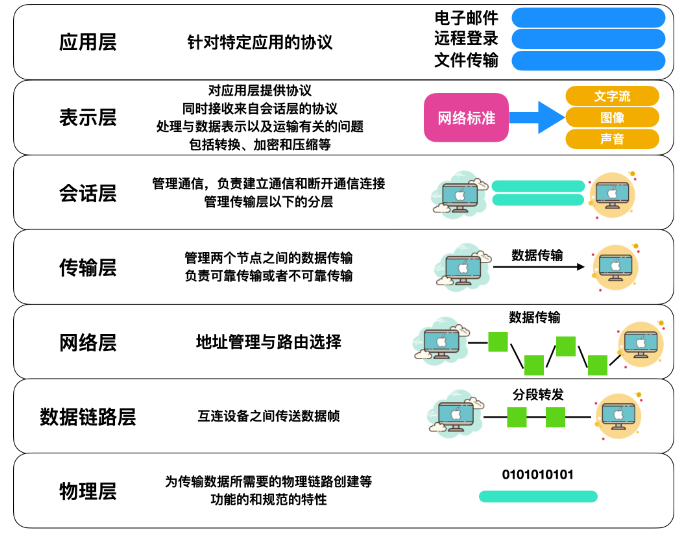 应用层
针对特定应用的协议
电子邮件
远程登录
文件传输
表示层
对应用层提供协议
同时接收来自会话层的协议
处理与数据表示以及运输有关的问题
包括转换、加密和压缩等
网络标准
文字流
图像
声音
会话层
管理通信，负责建立通信和断开通信连接
管理传输层以下的分层
传输层
管理两个节点之间的数据传输
负责可靠传输或者不可靠传输
数据传输
网络层
地址管理与路由选择
数据传输
数据链路层
互连设备之间传送数据帧
分段转发
物理层
为传输数据所需要的物理链路创建等
功能的和规范的特性
0101010101